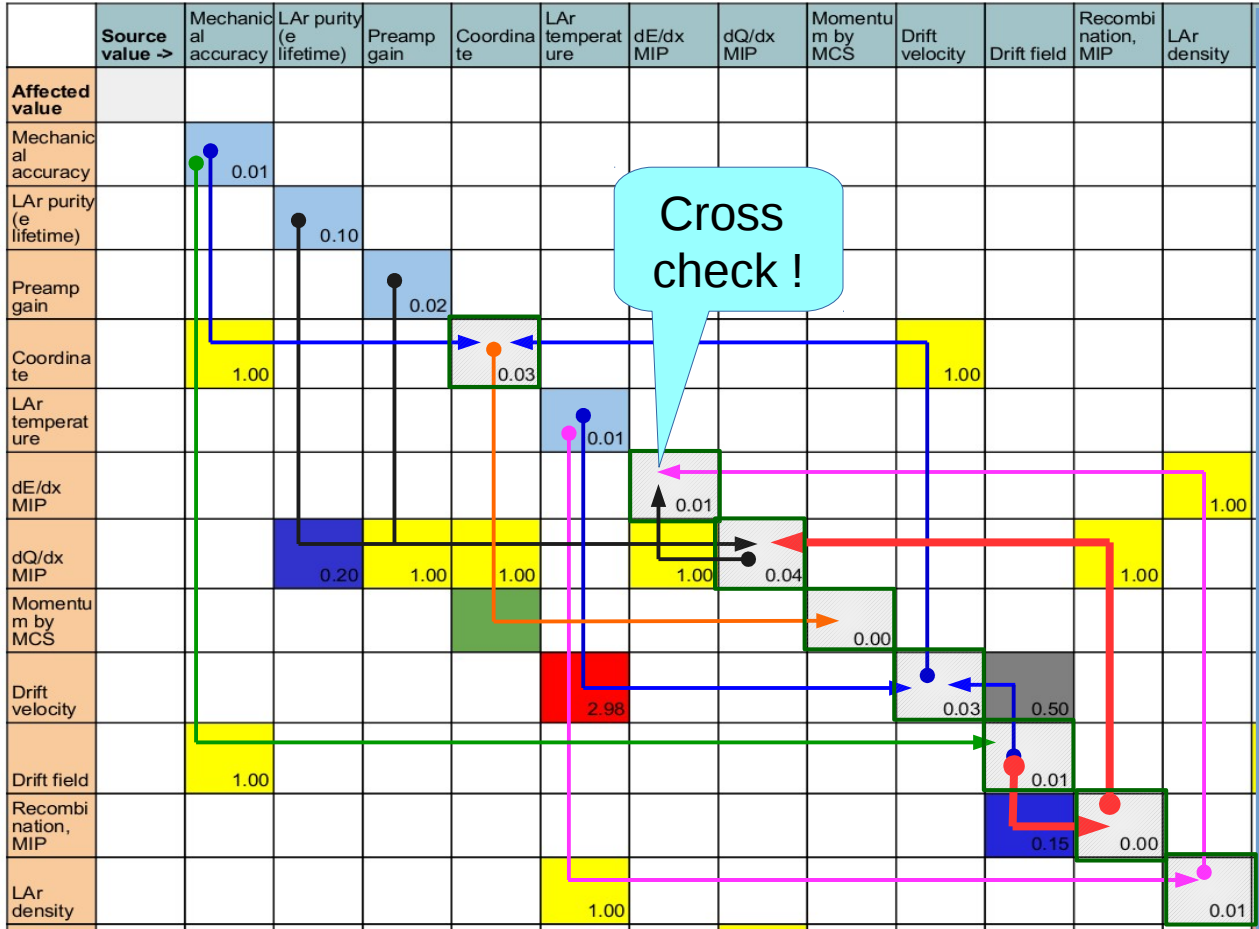 Source value -> Mechanic al accuracy LAr purity (e lifetime) Preamp gain Coordina te LAr temperat ure dE/dx MIP dQ/dx MIP Momentu m by MCS Drift velocity Drift field Recombi nation, MIP LAr density
Affected value
Mechanic al accuracy 0.01
LAr purity (e lifetime) 0.10
Cross
check !
Preamp gain 0.02
Coordina te 1.00 0.03 1.00
LAr temperat ure 0.01
dE/dx MIP 0.01 1.00
dQ/dx MIP 0.20 1.00 1.00 1.00 0.04 1.00
Momentu m by MCS 0.00
Drift velocity 2.98 0.03 0.50
Drift field 1.00 0.01
Recombi nation, MIP 0.15 0.00
LAr density 1.00 0.01